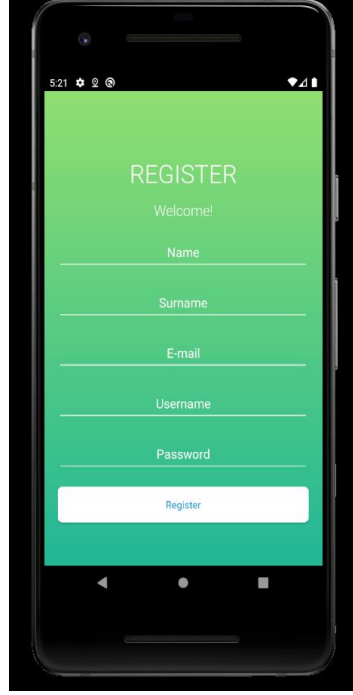 5:21
REGISTER
Welcome!
Name
Surname
E-mail
Username
Password
Register